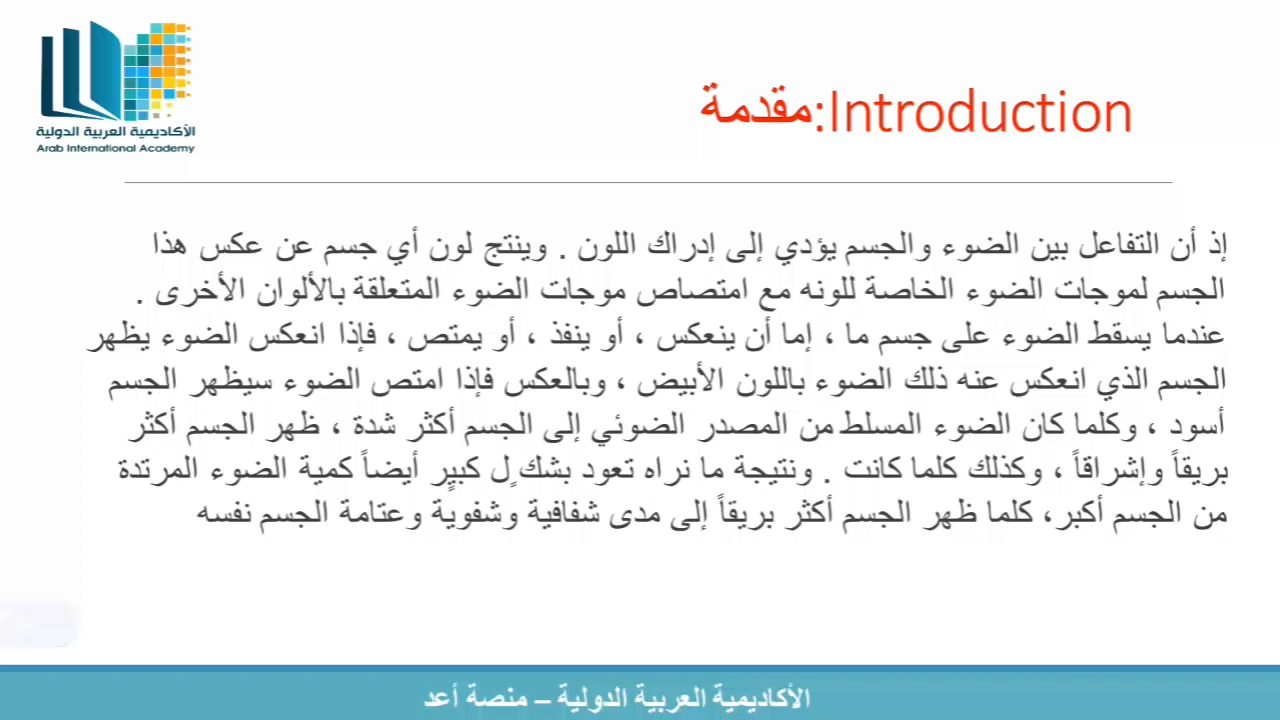 الأكاديمية العربية الدولية
Arab International Academy
Introduction:مقدمة
إذ أن التفاعل بين الضوء والجسم يؤدي إلى إدراك اللون . وينتج لون أي جسم عن عكس هذا
الجسم لموجات الضوء الخاصة للونه مع امتصاص موجات الضوء المتعلقة بالألوان الأخرى .
عندما يسقط الضوء على جسم ما ، إما أن ينعكس ، أو ينفذ ، أو يمتص ، فإذا انعكس الضوء يظهر
الجسم الذي انعكس عنه ذلك الضوء باللون الأبيض ، وبالعكس فإذا امتص الضوء سيظهر الجسم
أسود ، وكلما كان الضوء المسلط من المصدر الضوئي إلى الجسم أكثر شدة ، ظهر الجسم أكثر
بريقاً وإشراقاً ، وكذلك كلما كانت . ونتيجة ما نراه تعود بشك ٍل كبيٍر أيضاً كمية الضوء المرتدة
من الجسم أكبر، كلما ظهر الجسم أكثر بريقاً إلى مدى شفافية وشفوية وعتامة الجسم نفسه
الأكاديمية العربية الدولية – منصة أعد